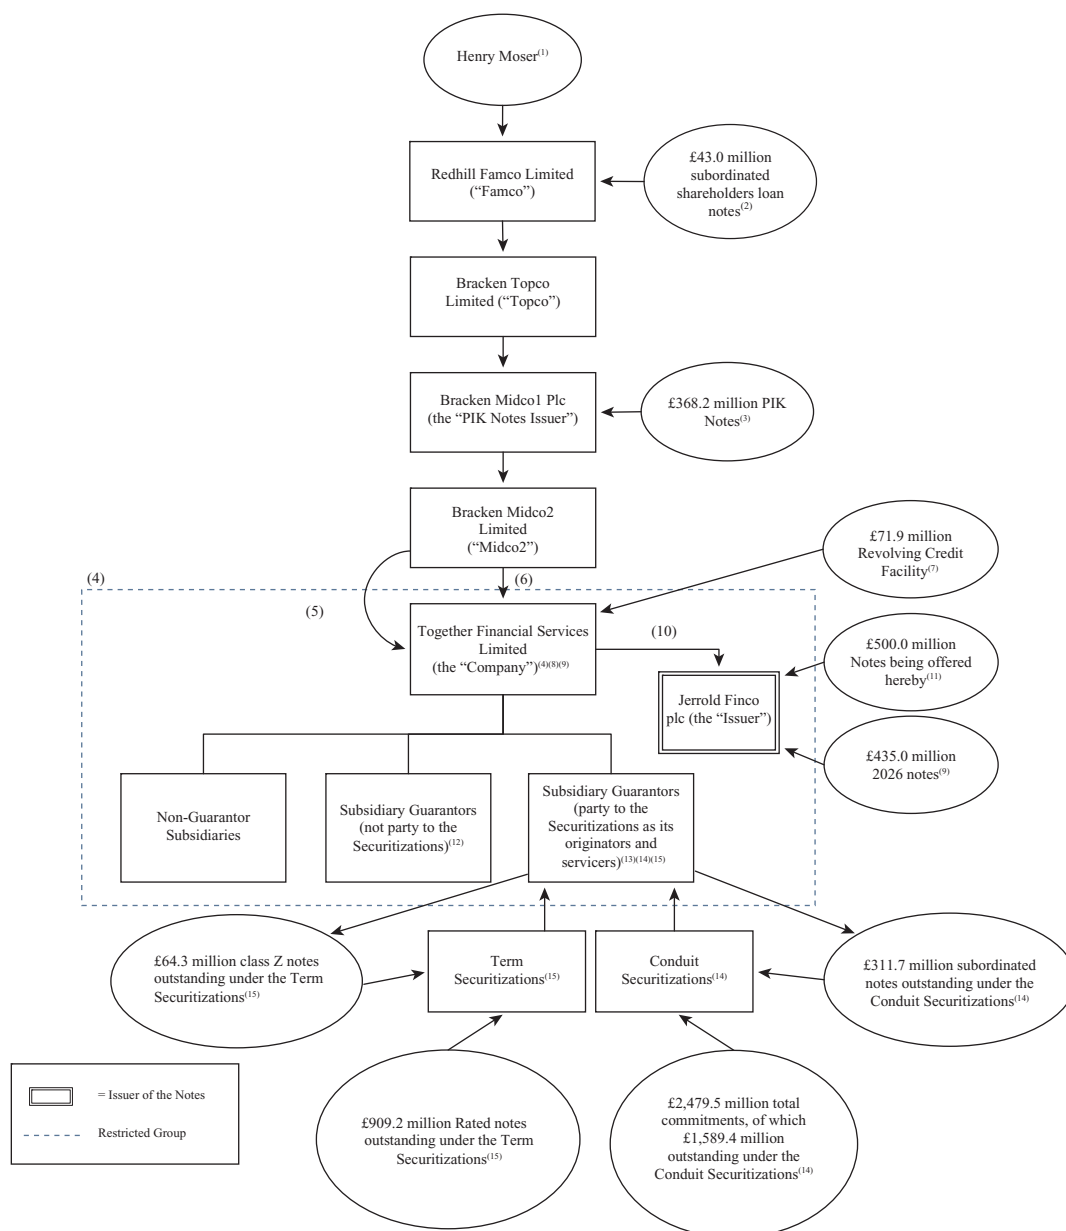 Henry Moser(1)
Redhill Famco Limited
(“Famco”)
£43.0 million
subordinated
shareholders loan
notes(2)
Bracken Topco
Limited (“Topco”)
Bracken Midco1 Plc
(the “PIK Notes Issuer”)
£368.2 million PIK
Notes(3)
Bracken Midco2
Limited
(“Midco2”)
£71.9 million
Revolving Credit
Facility(7)
(4)
(6)
(5)
Together Financial Services
Limited
(the “Company”)(4)(8)(9)
(10)
£500.0 million
Notes being offered
hereby(11)
Jerrold Finco
plc (the “Issuer”)
£435.0 million
2026 notes(9)
Non-Guarantor
Subsidiaries
Subsidiary Guarantors
(not party to the
Securitizations)(12)
Subsidiary Guarantors
(party to the
Securitizations as its
originators and
servicers)(13)(14)(15)
£64.3 million class Z notes
outstanding under the Term
Securitizations(15)
Term
Securitizations(15)
Conduit
Securitizations(14)
£311.7 million subordinated
notes outstanding under the
Conduit Securitizations(14)
= Issuer of the Notes
Restricted Group
£909.2 million Rated notes
outstanding under the Term
Securitizations(15)
£2,479.5 million total
commitments, of which
£1,589.4 million
outstanding under the
Conduit Securitizations(14)